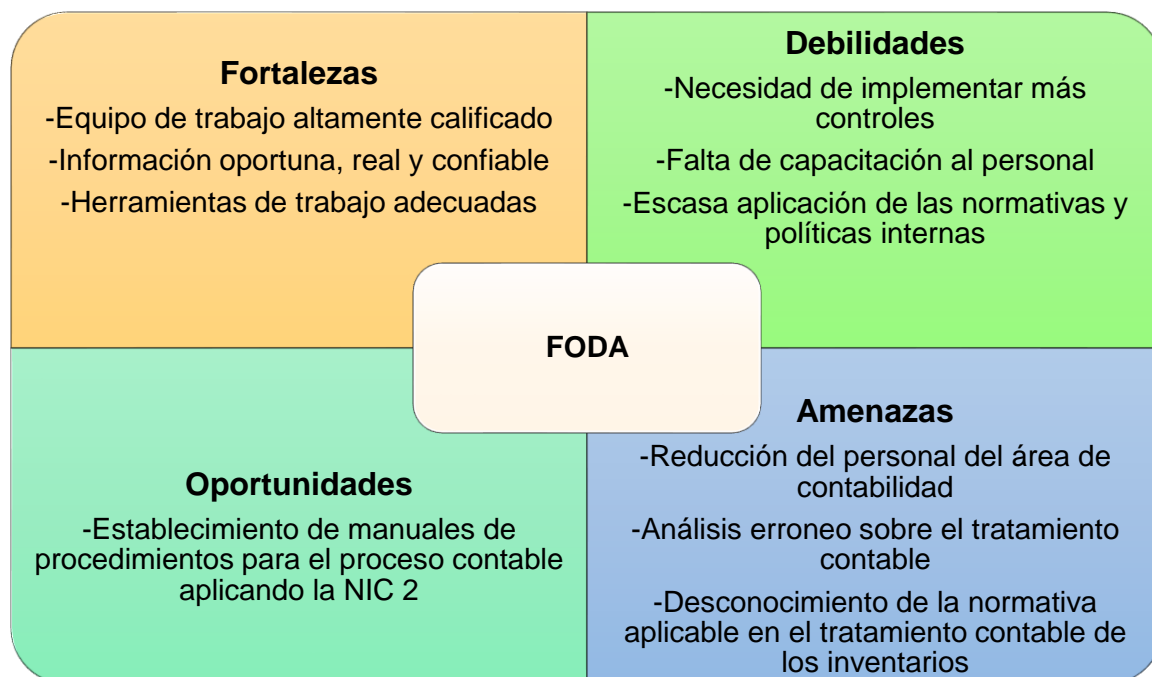 Fortalezas
-Equipo de trabajo altamente calificado
-Información oportuna, real y confiable
-Herramientas de trabajo adecuadas
Debilidades
-Necesidad de implementar más
controles
-Falta de capacitación al personal
-Escasa aplicación de las normativas y
políticas internas
FODA
Oportunidades
-Establecimiento de manuales de
procedimientos para el proceso contable
aplicando la NIC 2
Amenazas
-Reducción del personal del área de
contabilidad
-Análisis erroneo sobre el tratamiento
contable
-Desconocimiento de la normativa
aplicable en el tratamiento contable de
los inventarios